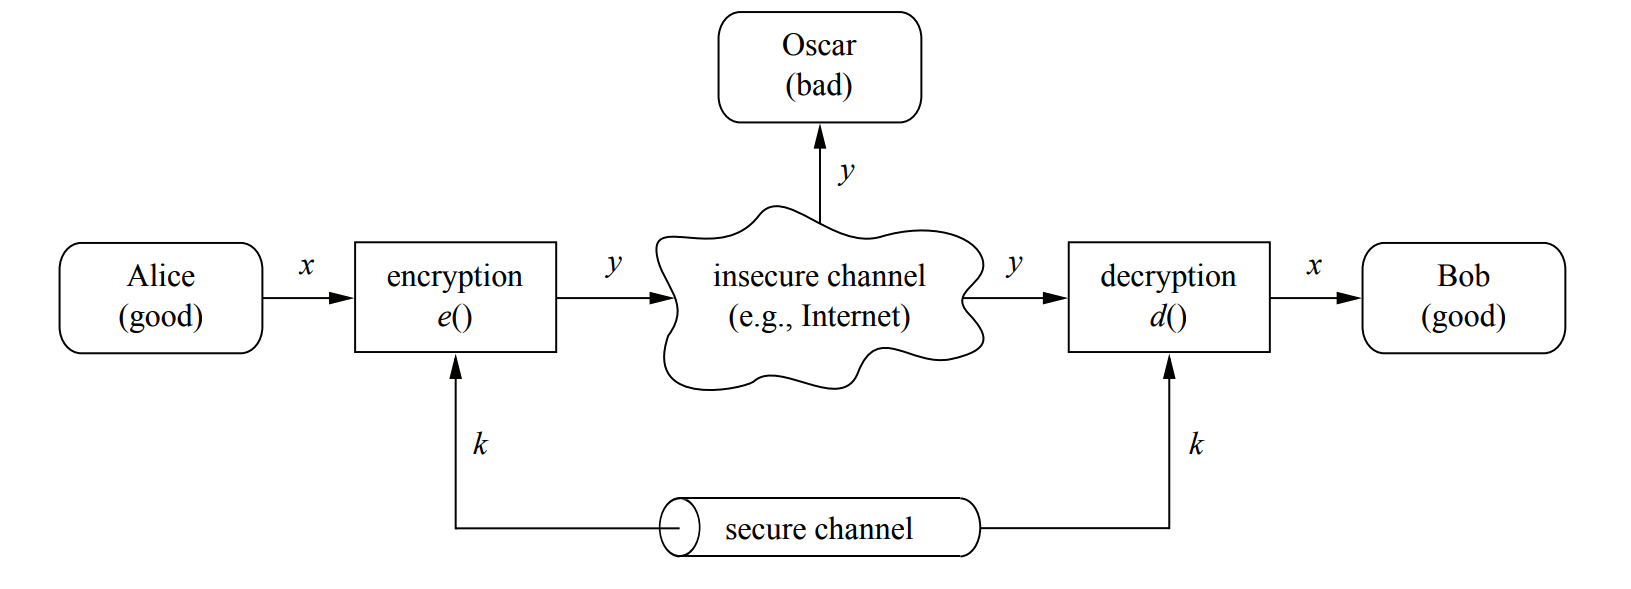 Oscar
(bad)
y
Alice
(good)
x
encryption
e()
y
insecure channel
(e.g., Internet)
y
decryption
d()
x
Bob
(good)
k
k
secure channel